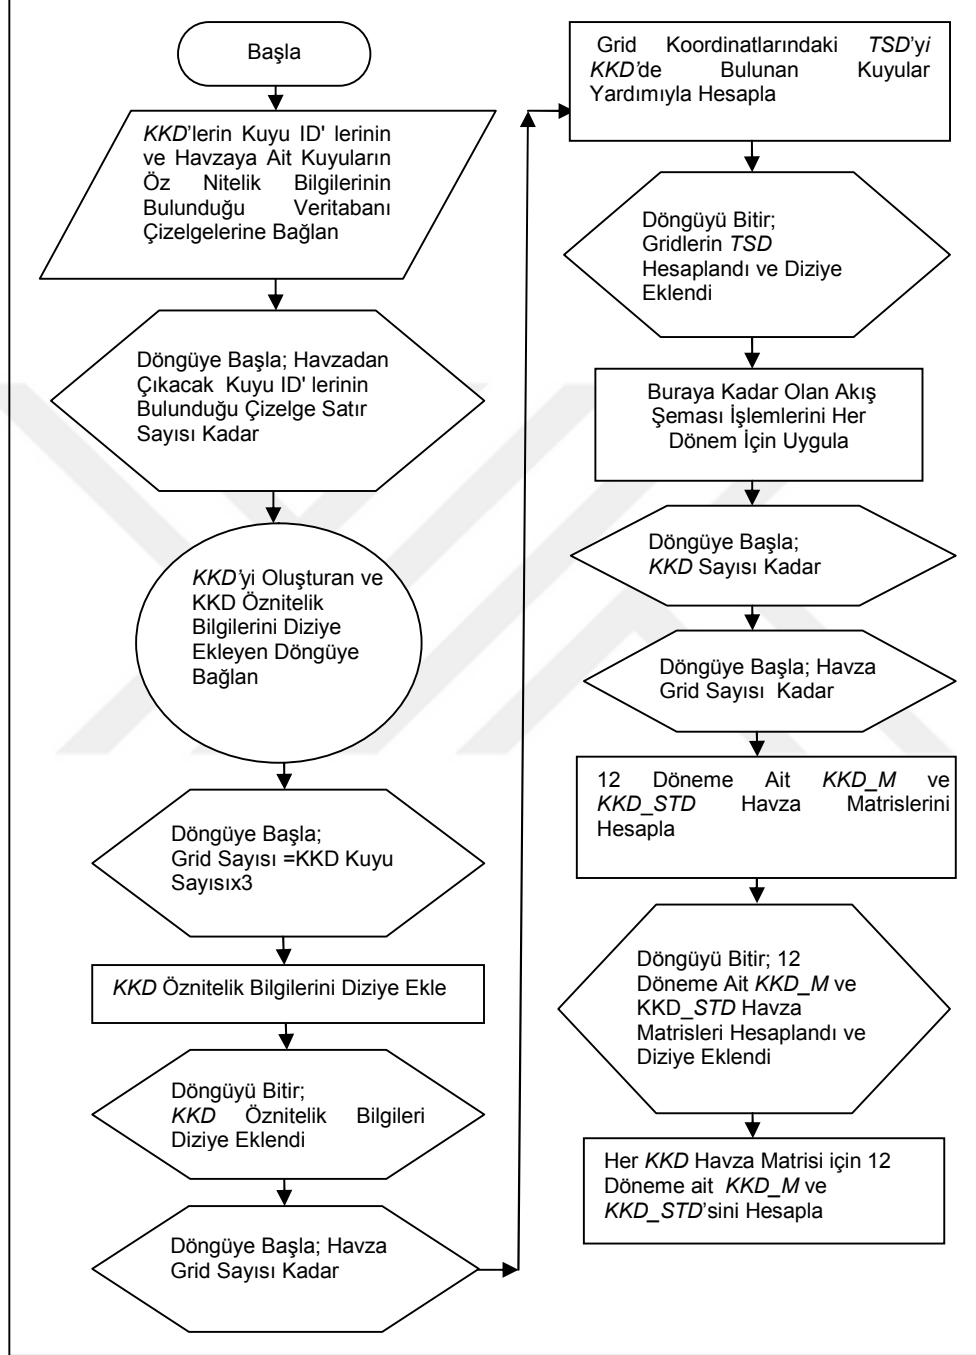 Başla
KKD'lerin Kuyu ID' lerinin
ve Havzaya Ait Kuyuların
Öz Nitelik Bilgilerinin
Bulunduğu Veritabanı
Çizelgelerine Bağlan
Döngüye Başla; Havzadan
Çıkacak Kuyu ID' lerinin
Bulunduğu Çizelge Satır
Sayısı Kadar
KKD'yi Oluşturan ve
KKD Öznitelik
Bilgilerini Diziye
Ekleyen Döngüye
Bağlan
Döngüye Başla;
Grid Sayısı =KKD Kuyu
Sayısıx3
KKD Öznitelik Bilgilerini Diziye Ekle
Döngüyü Bitir;
KKD Öznitelik Bilgileri
Diziye Eklendi
Döngüye Başla; Havza
Grid Sayısı Kadar
Grid Koordinatlarındaki TSD'yi
KKD'de Bulunan Kuyular
Yardımıyla Hesapla
Döngüyü Bitir;
Gridlerin TSD
Hesaplandı ve Diziye
Eklendi
Buraya Kadar Olan Akış
Şeması İşlemlerini Her
Dönem İçin Uygula
Döngüye Başla;
KKD Sayısı Kadar
Döngüye Başla; Havza
Grid Sayısı Kadar
12 Döneme Ait KKD_M ve
KKD_STD Havza Matrislerini
Hesapla
Döngüyü Bitir; 12
Döneme Ait KKD_M ve
KKD_STD Havza
Matrisleri Hesaplandı ve
Diziye Eklendi
Her KKD Havza Matrisi için 12
Döneme ait KKD_M ve
KKD_STD'sini Hesapla